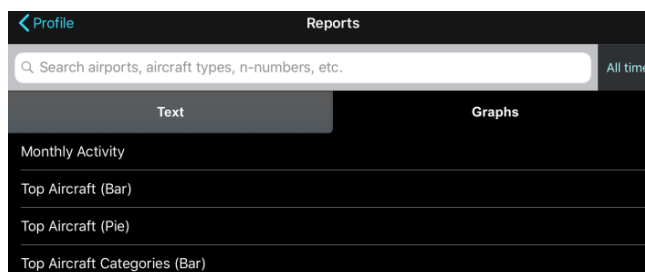 Profile Reports
Search airports, aircraft types, n-numbers, etc. All time
Text Graphs
Monthly Activity
Top Aircraft (Bar)
Top Aircraft (Pie)
Top Aircraft Categories (Bar)